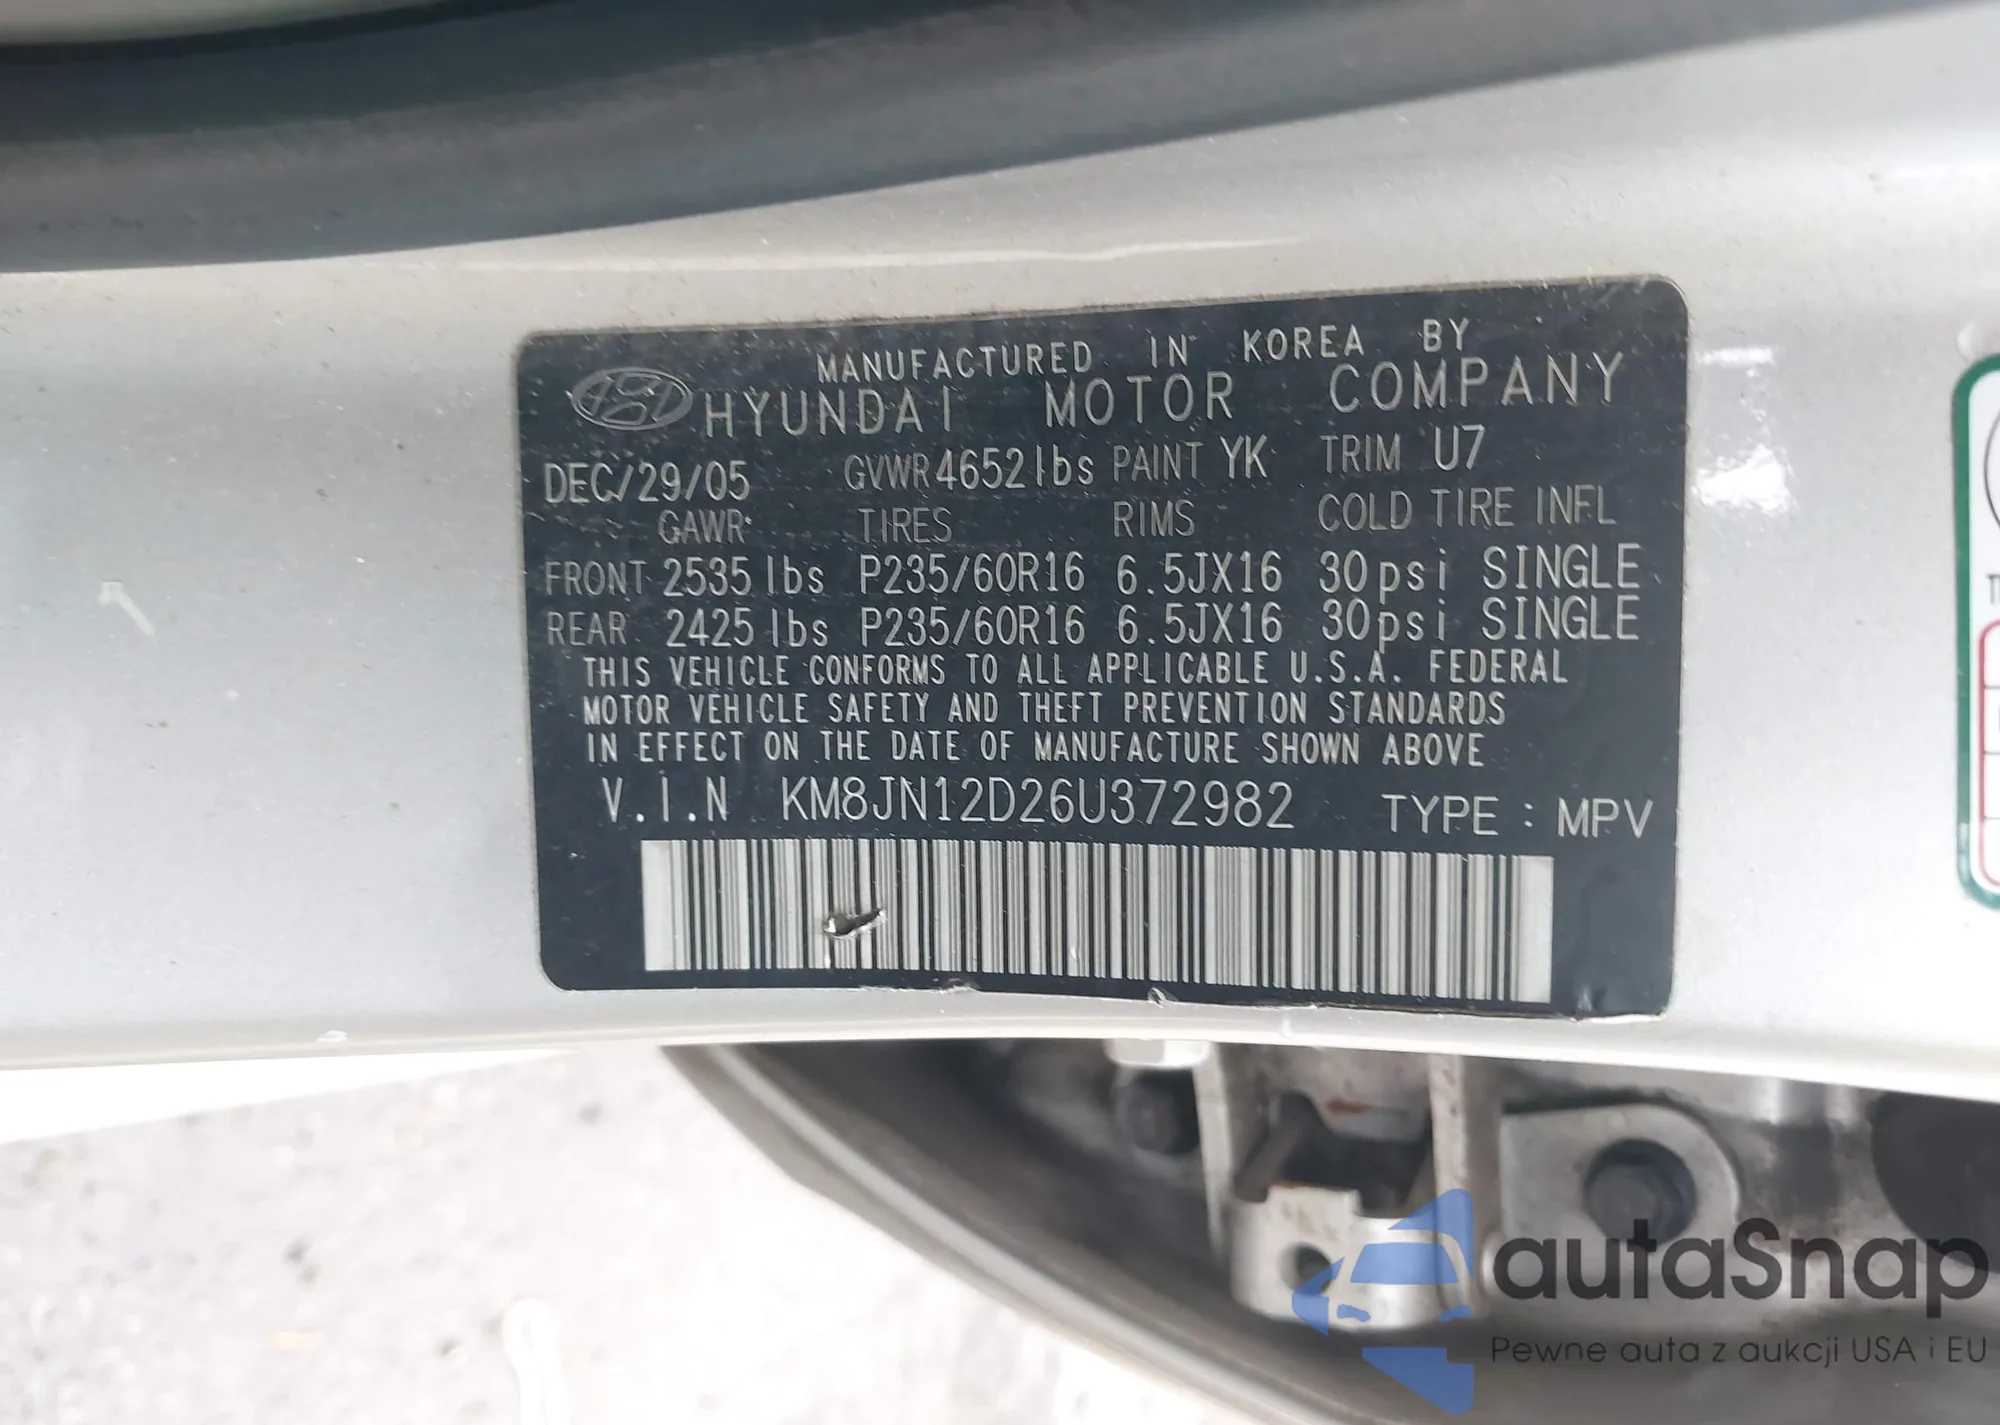 MANUFACTURED IN KOREA BY
HYUNDAI MOTOR COMPANY
DEC/29/05 GVWR 4652lbs PAINT YK TRIM U7
GAWR TIRES RIMS COLD TIRE INFL
FRONT 2535lbs P235/60R16 6.5JX16 30psi SINGLE
REAR 2425lbs P235/60R16 6.5JX16 30psi SINGLE
THIS VEHICLE CONFORMS TO ALL APPLICABLE U.S.A. FEDERAL
MOTOR VEHICLE SAFETY AND THEFT PREVENTION STANDARDS
IN EFFECT ON THE DATE OF MANUFACTURE SHOWN ABOVE
V.I.N KM8JN12D26U372982 TYPE : MPV
autaSnap
Pewne auta z aukcji USA i EU